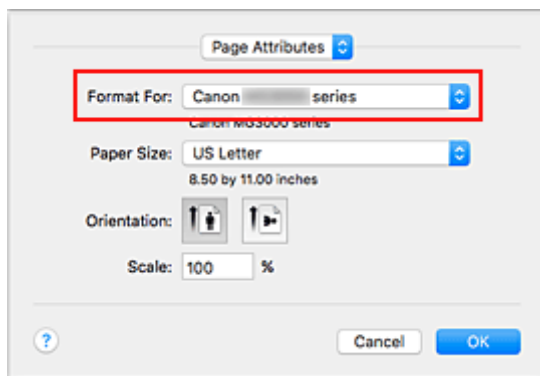 Page Attributes
Format For: Canon series
Canon MG3000 series
Paper Size: US Letter
8.50 by 11.00 inches
Orientation:
Scale: 100 %
? Cancel OK